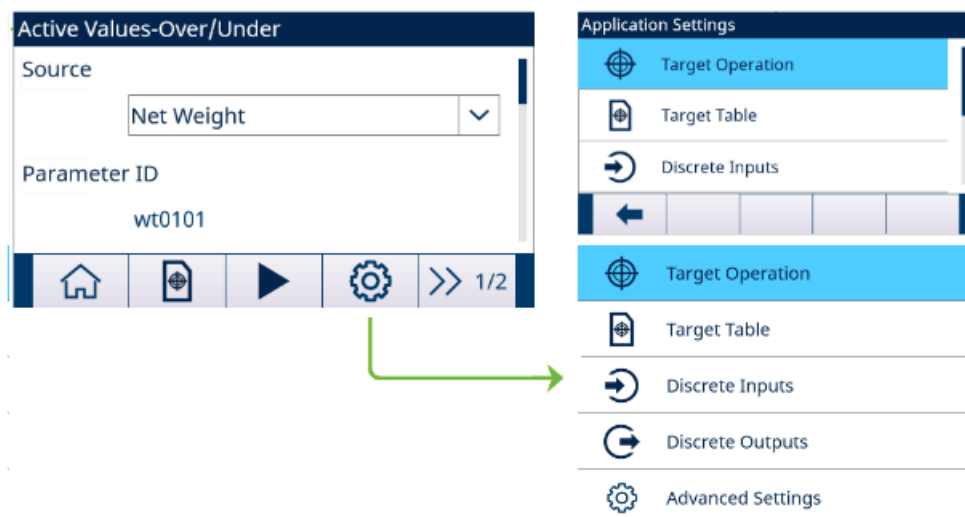 Active Values-Over/Under
Source
Net Weight
Parameter ID
wt0101
1/2
Application Settings
Target Operation
Target Table
Discrete Inputs
Target Operation
Target Table
Discrete Inputs
Discrete Outputs
Advanced Settings